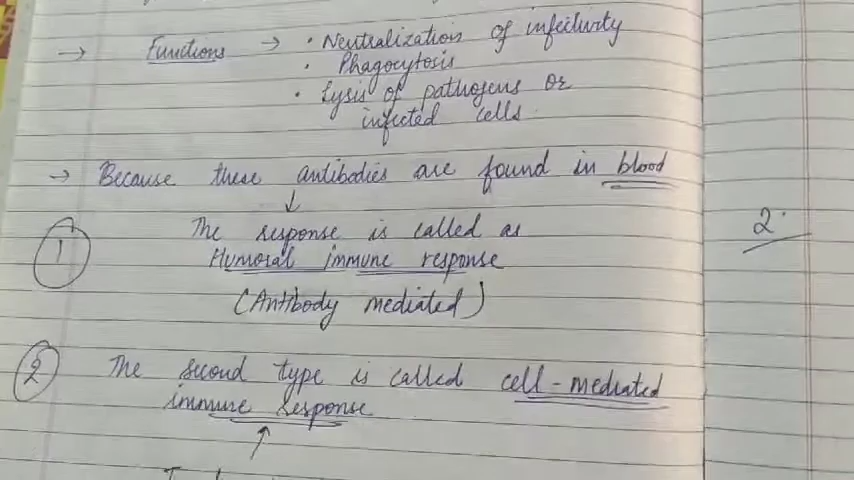 → Functions → • Neutralization of infectivity
• Phagocytosis
• Lysis of pathogens or
infected cells.
→ Because these antibodies are found in blood
↓
① The response is called as
Humoral immune response
(Antibody mediated)
② The second type is called cell-mediated
immune response
↑
2.